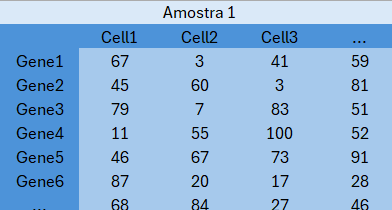 Amostra 1
Cell1 Cell2 Cell3 ...
Gene1 67 3 41 59
Gene2 45 60 3 81
Gene3 79 7 83 51
Gene4 11 55 100 52
Gene5 46 67 73 91
Gene6 87 20 17 28
... 68 84 27 46